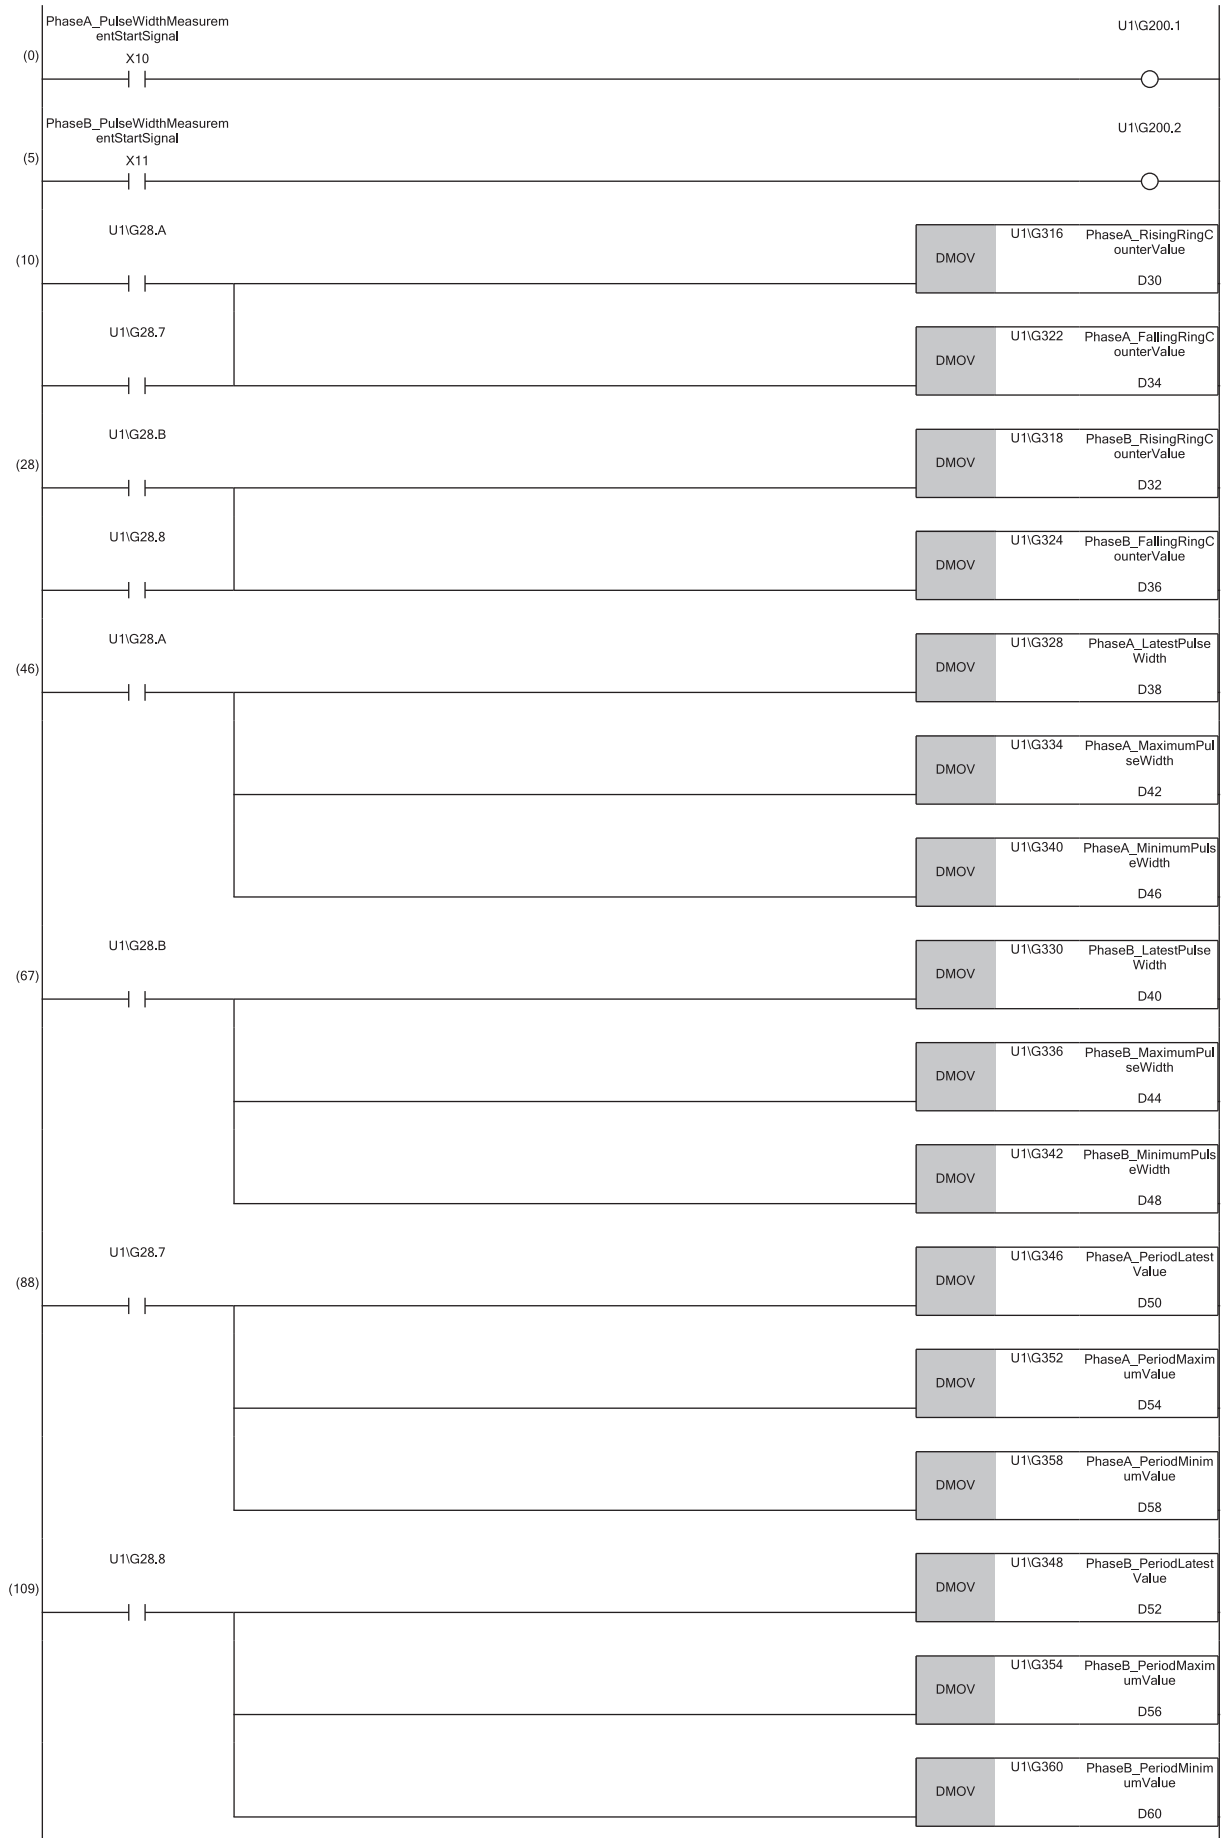 PhaseA_PulseWidthMeasurem
entStartSignal
U1\G200.1
(0)
X10
PhaseB_PulseWidthMeasurem
entStartSignal
U1\G200.2
(5)
X11
U1\G28.A
(10)
DMOV
U1\G316
PhaseA_RisingRingC
ounterValue
D30
U1\G28.7
DMOV
U1\G322
PhaseA_FallingRingC
ounterValue
D34
U1\G28.B
(28)
DMOV
U1\G318
PhaseB_RisingRingC
ounterValue
D32
U1\G28.8
DMOV
U1\G324
PhaseB_FallingRingC
ounterValue
D36
U1\G28.A
(46)
DMOV
U1\G328
PhaseA_LatestPulse
Width
D38
DMOV
U1\G334
PhaseA_MaximumPul
seWidth
D42
DMOV
U1\G340
PhaseA_MinimumPuls
eWidth
D46
U1\G28.B
(67)
DMOV
U1\G330
PhaseB_LatestPulse
Width
D40
DMOV
U1\G336
PhaseB_MaximumPul
seWidth
D44
DMOV
U1\G342
PhaseB_MinimumPuls
eWidth
D48
U1\G28.7
(88)
DMOV
U1\G346
PhaseA_PeriodLatest
Value
D50
DMOV
U1\G352
PhaseA_PeriodMaxim
umValue
D54
DMOV
U1\G358
PhaseA_PeriodMinim
umValue
D58
U1\G28.8
(109)
DMOV
U1\G348
PhaseB_PeriodLatest
Value
D52
DMOV
U1\G354
PhaseB_PeriodMaxim
umValue
D56
DMOV
U1\G360
PhaseB_PeriodMinim
umValue
D60